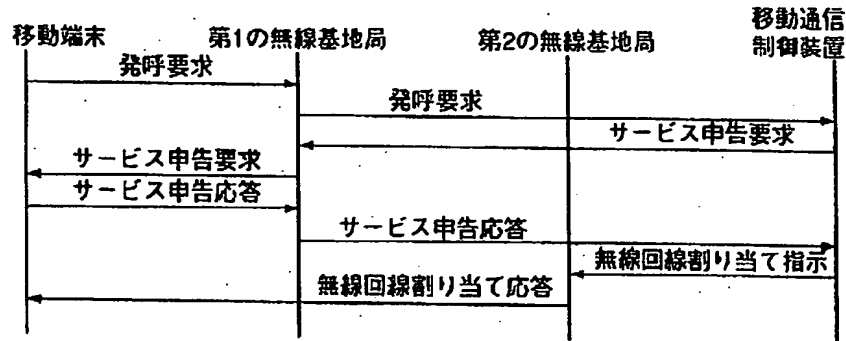 移動端末
第1の無線基地局
第2の無線基地局
移動通信
制御装置
発呼要求
発呼要求
サービス申告要求
サービス申告要求
サービス申告応答
サービス申告応答
無線回線割り当て指示
無線回線割り当て応答